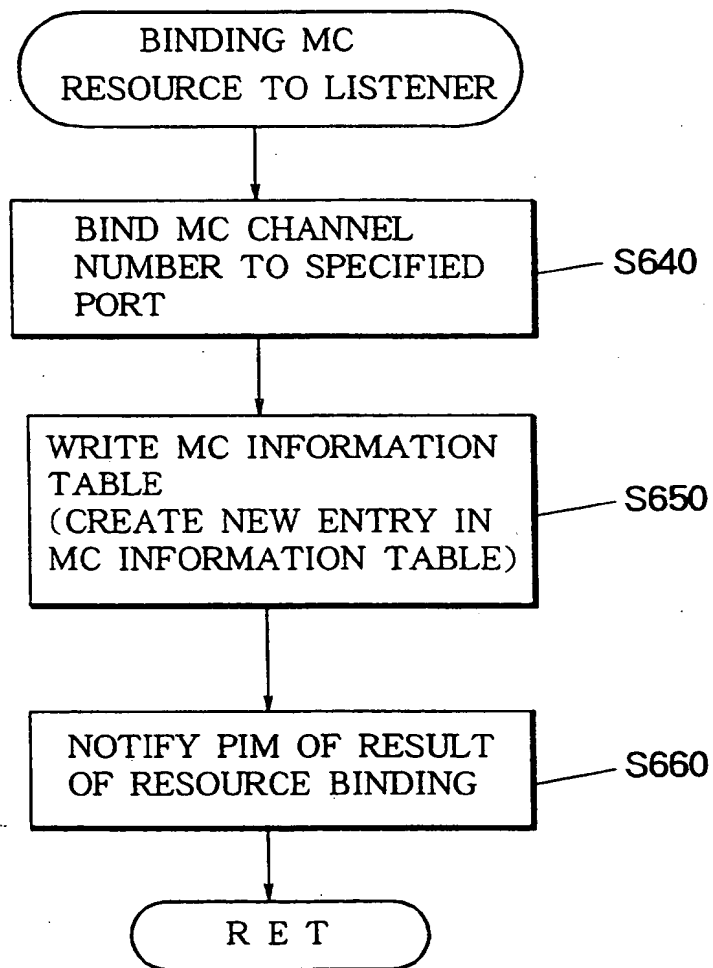 BINDING MC
RESOURCE TO LISTENER
BIND MC CHANNEL
NUMBER TO SPECIFIED
PORT
S640
WRITE MC INFORMATION
TABLE
(CREATE NEW ENTRY IN
MC INFORMATION TABLE)
S650
NOTIFY PIM OF RESULT
OF RESOURCE BINDING
S660
RET